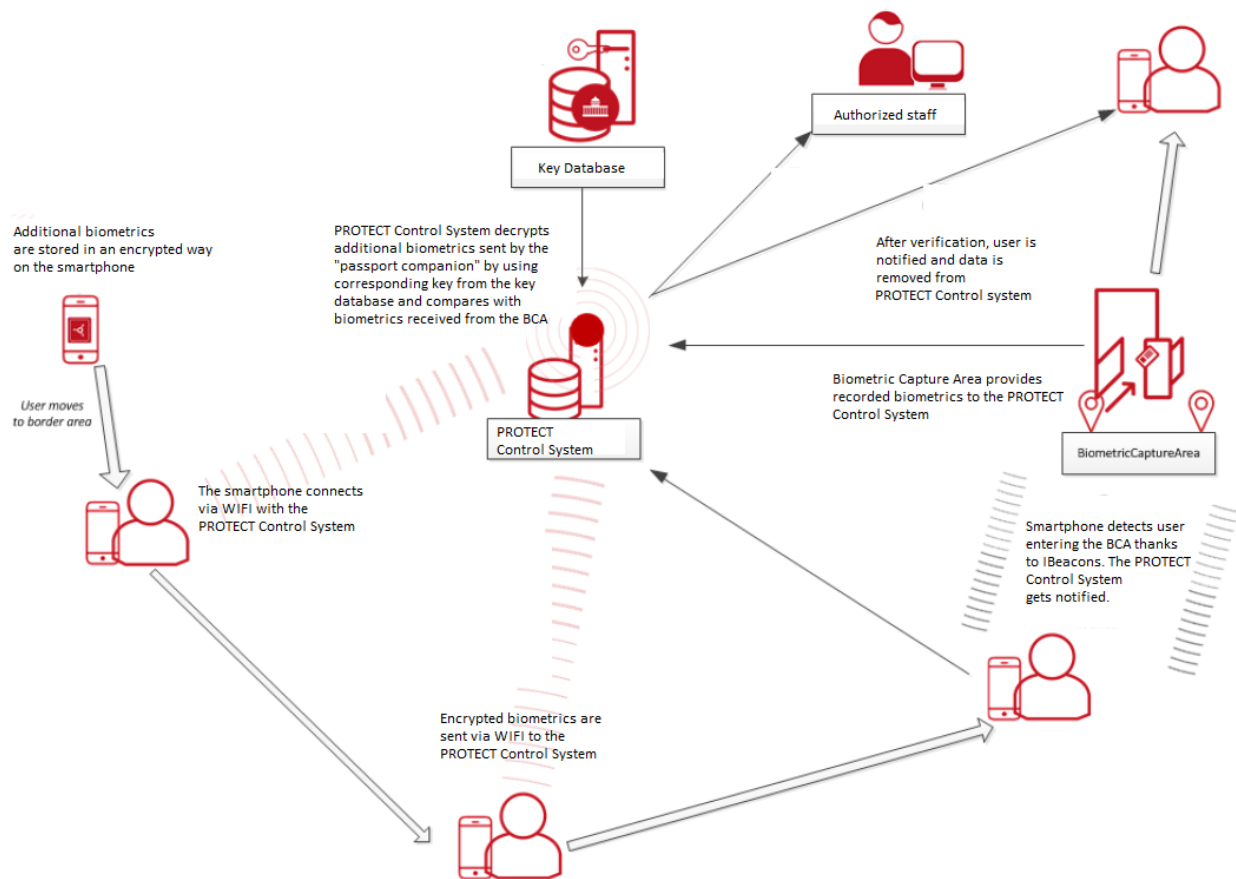 Authorized staff
Key Database
Additional biometrics
are stored in an encrypted way
on the smartphone
PROTECT Control System decrypts
additional biometrics sent by the
"passport companion" by using
corresponding key from the key
database and compares with
biometrics received from the BCA
After verification, user is
notified and data is
removed from
PROTECT Control system
User moves
to border area
Biometric Capture Area provides
recorded biometrics to the PROTECT
Control System
PROTECT
Control System
BiometricCaptureArea
The smartphone connects
via WIFI with the
PROTECT Control System
Smartphone detects user
entering the BCA thanks
to IBeacons. The PROTECT
Control System
gets notified.
Encrypted biometrics are
sent via WIFI to the
PROTECT Control System